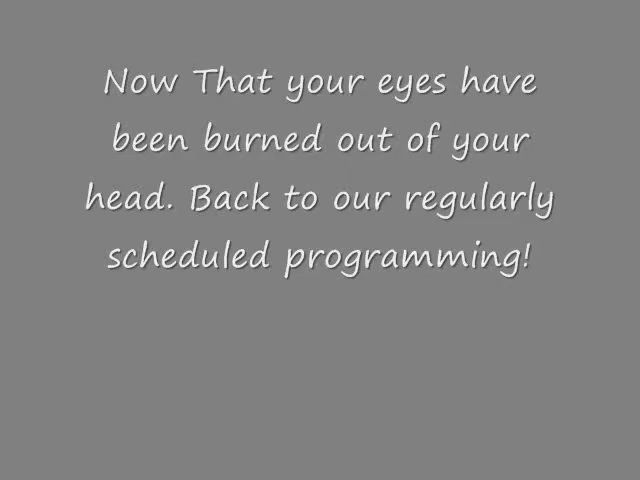 Now That your eyes have
been burned out of your
head. Back to our regularly
scheduled programming!